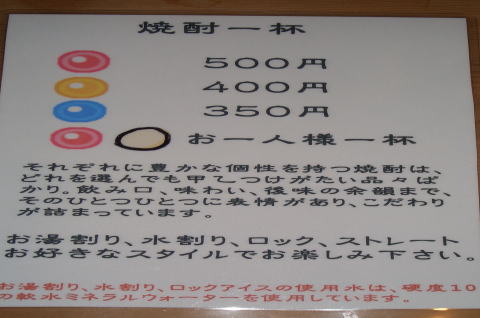 焼酎一杯
500円
400円
350円
お一人様一杯
それぞれに豊かな個性を持つ焼酎は、
どれを選んでも甲乙つけがたい品々ば
かり。飲み口、味わい、後味の余韻まで、
そのひとつひとつに表情があり、こだわり
が詰まっています。
お湯割り、水割り、ロック、ストレート
お好きなスタイルでお楽しみ下さい。
お湯割り、水割り、ロックアイスの使用水は、硬度10
の軟水ミネラルウォーターを使用しています。